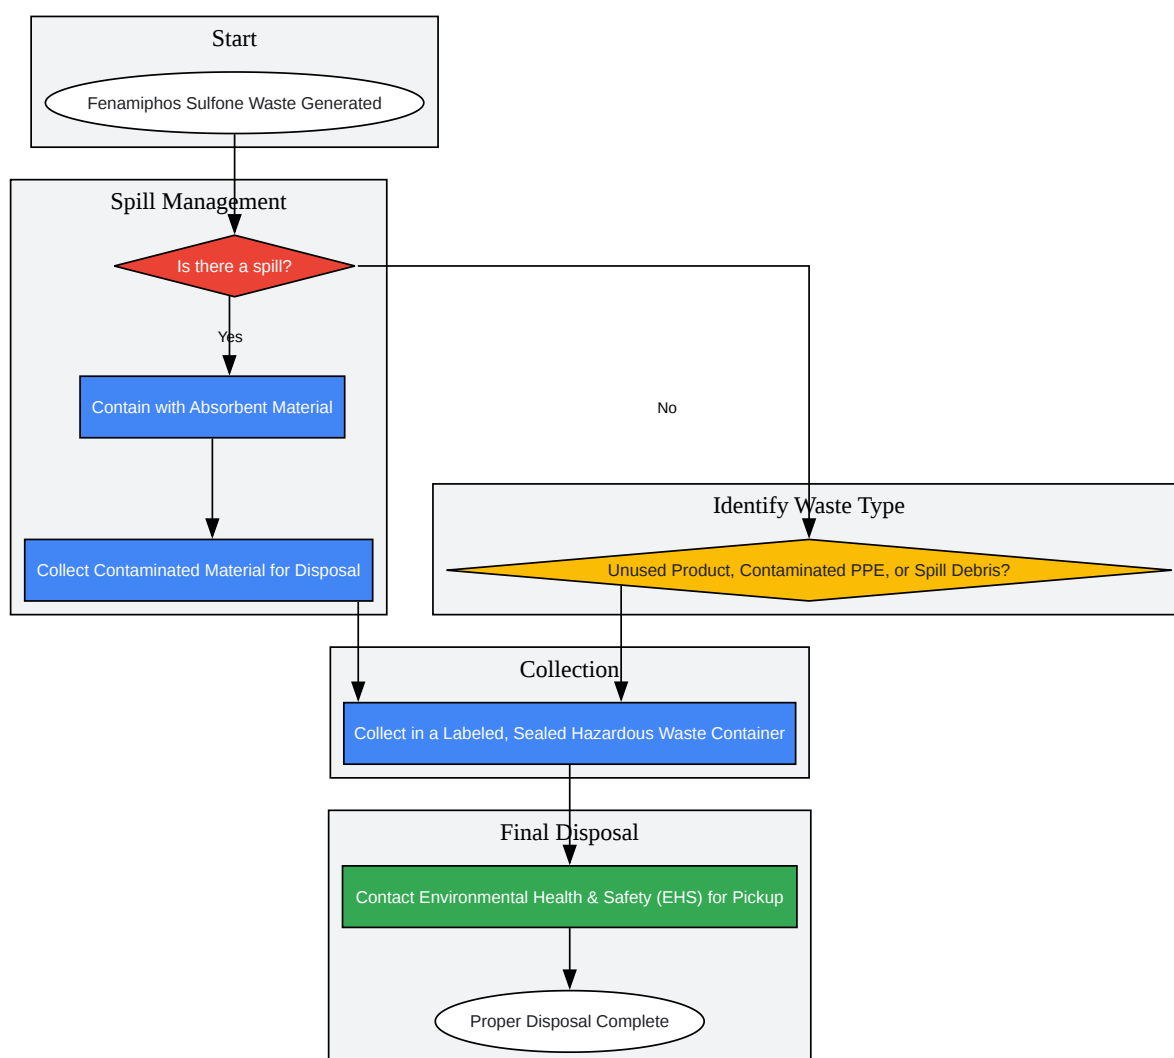 Start
Fenamiphos Sulfone Waste Generated
Spill Management
Is there a spill?
Yes
Contain with Absorbent Material
No
Collect Contaminated Material for Disposal
Identify Waste Type
Unused Product, Contaminated PPE, or Spill Debris?
Collection
Collect in a Labeled, Sealed Hazardous Waste Container
Final Disposal
Contact Environmental Health & Safety (EHS) for Pickup
Proper Disposal Complete